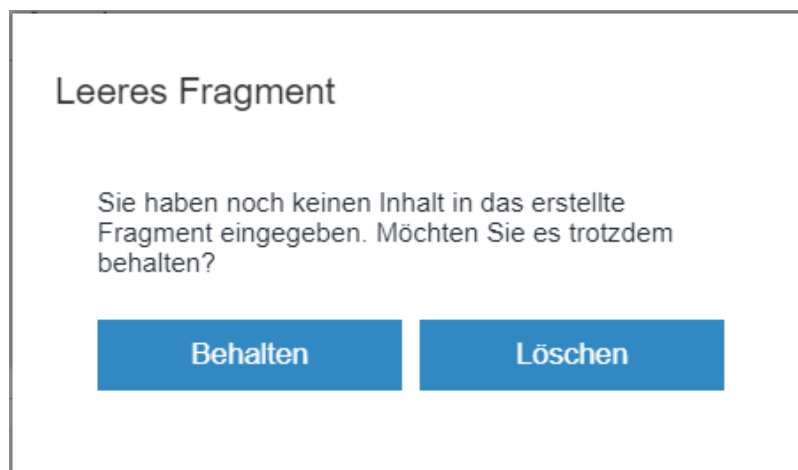 Leeres Fragment
Sie haben noch keinen Inhalt in das erstellte
Fragment eingegeben. Möchten Sie es trotzdem
behalten?
Behalten
Löschen